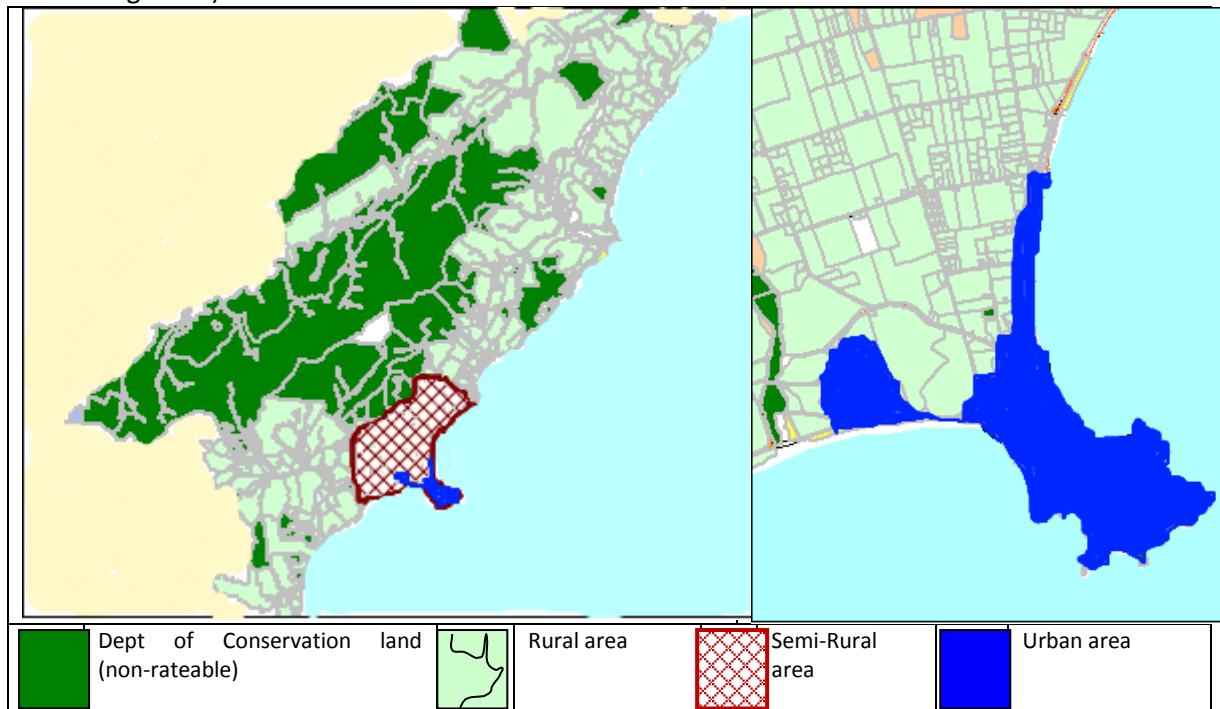 Dept of Conservation land
(non-rateable)
Rural area
Semi-Rural
area
Urban area